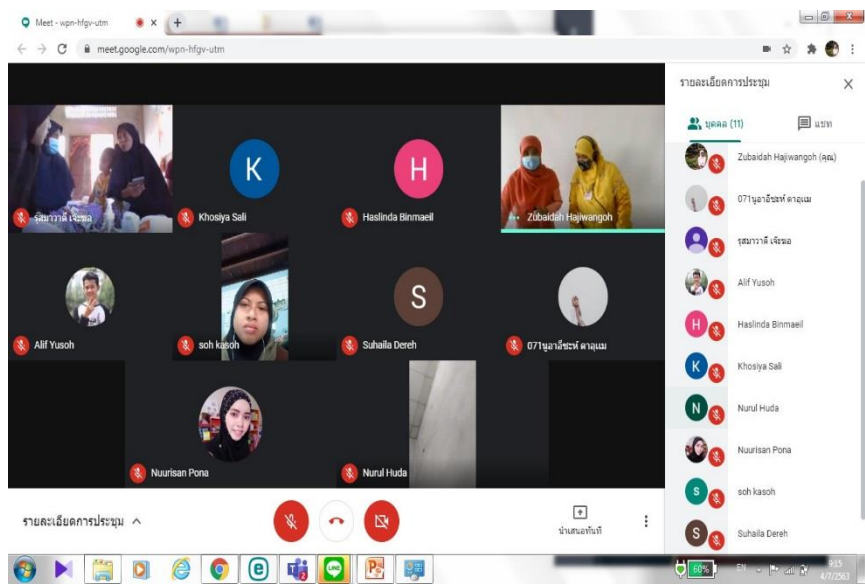 Meet - wpn-hfgv-utm
meet.google.com/wpn-hfgv-utm
รุสมาวาตี เจ๊ะซอ
K
Khosiya Sali
H
Haslinda Binmaeil
Zubaidah Hajiwangoh
Alif Yusoh
soh kasoh
S
Suhaila Dereh
071นูอาอีซะห์ ดาอุแม
Nuurisan Pona
Nurul Huda
รายละเอียดการประชุม
นำเสนอทันที
รายละเอียดการประชุม
บุคคล (11)
แชท
Zubaidah Hajiwangoh (คุณ)
071นูอาอีซะห์ ดาอุแม
รุสมาวาตี เจ๊ะซอ
Alif Yusoh
H
Haslinda Binmaeil
K
Khosiya Sali
N
Nurul Huda
Nuurisan Pona
S
soh kasoh
S
Suhaila Dereh
LINE
60%
EN
9:15
4/7/2563